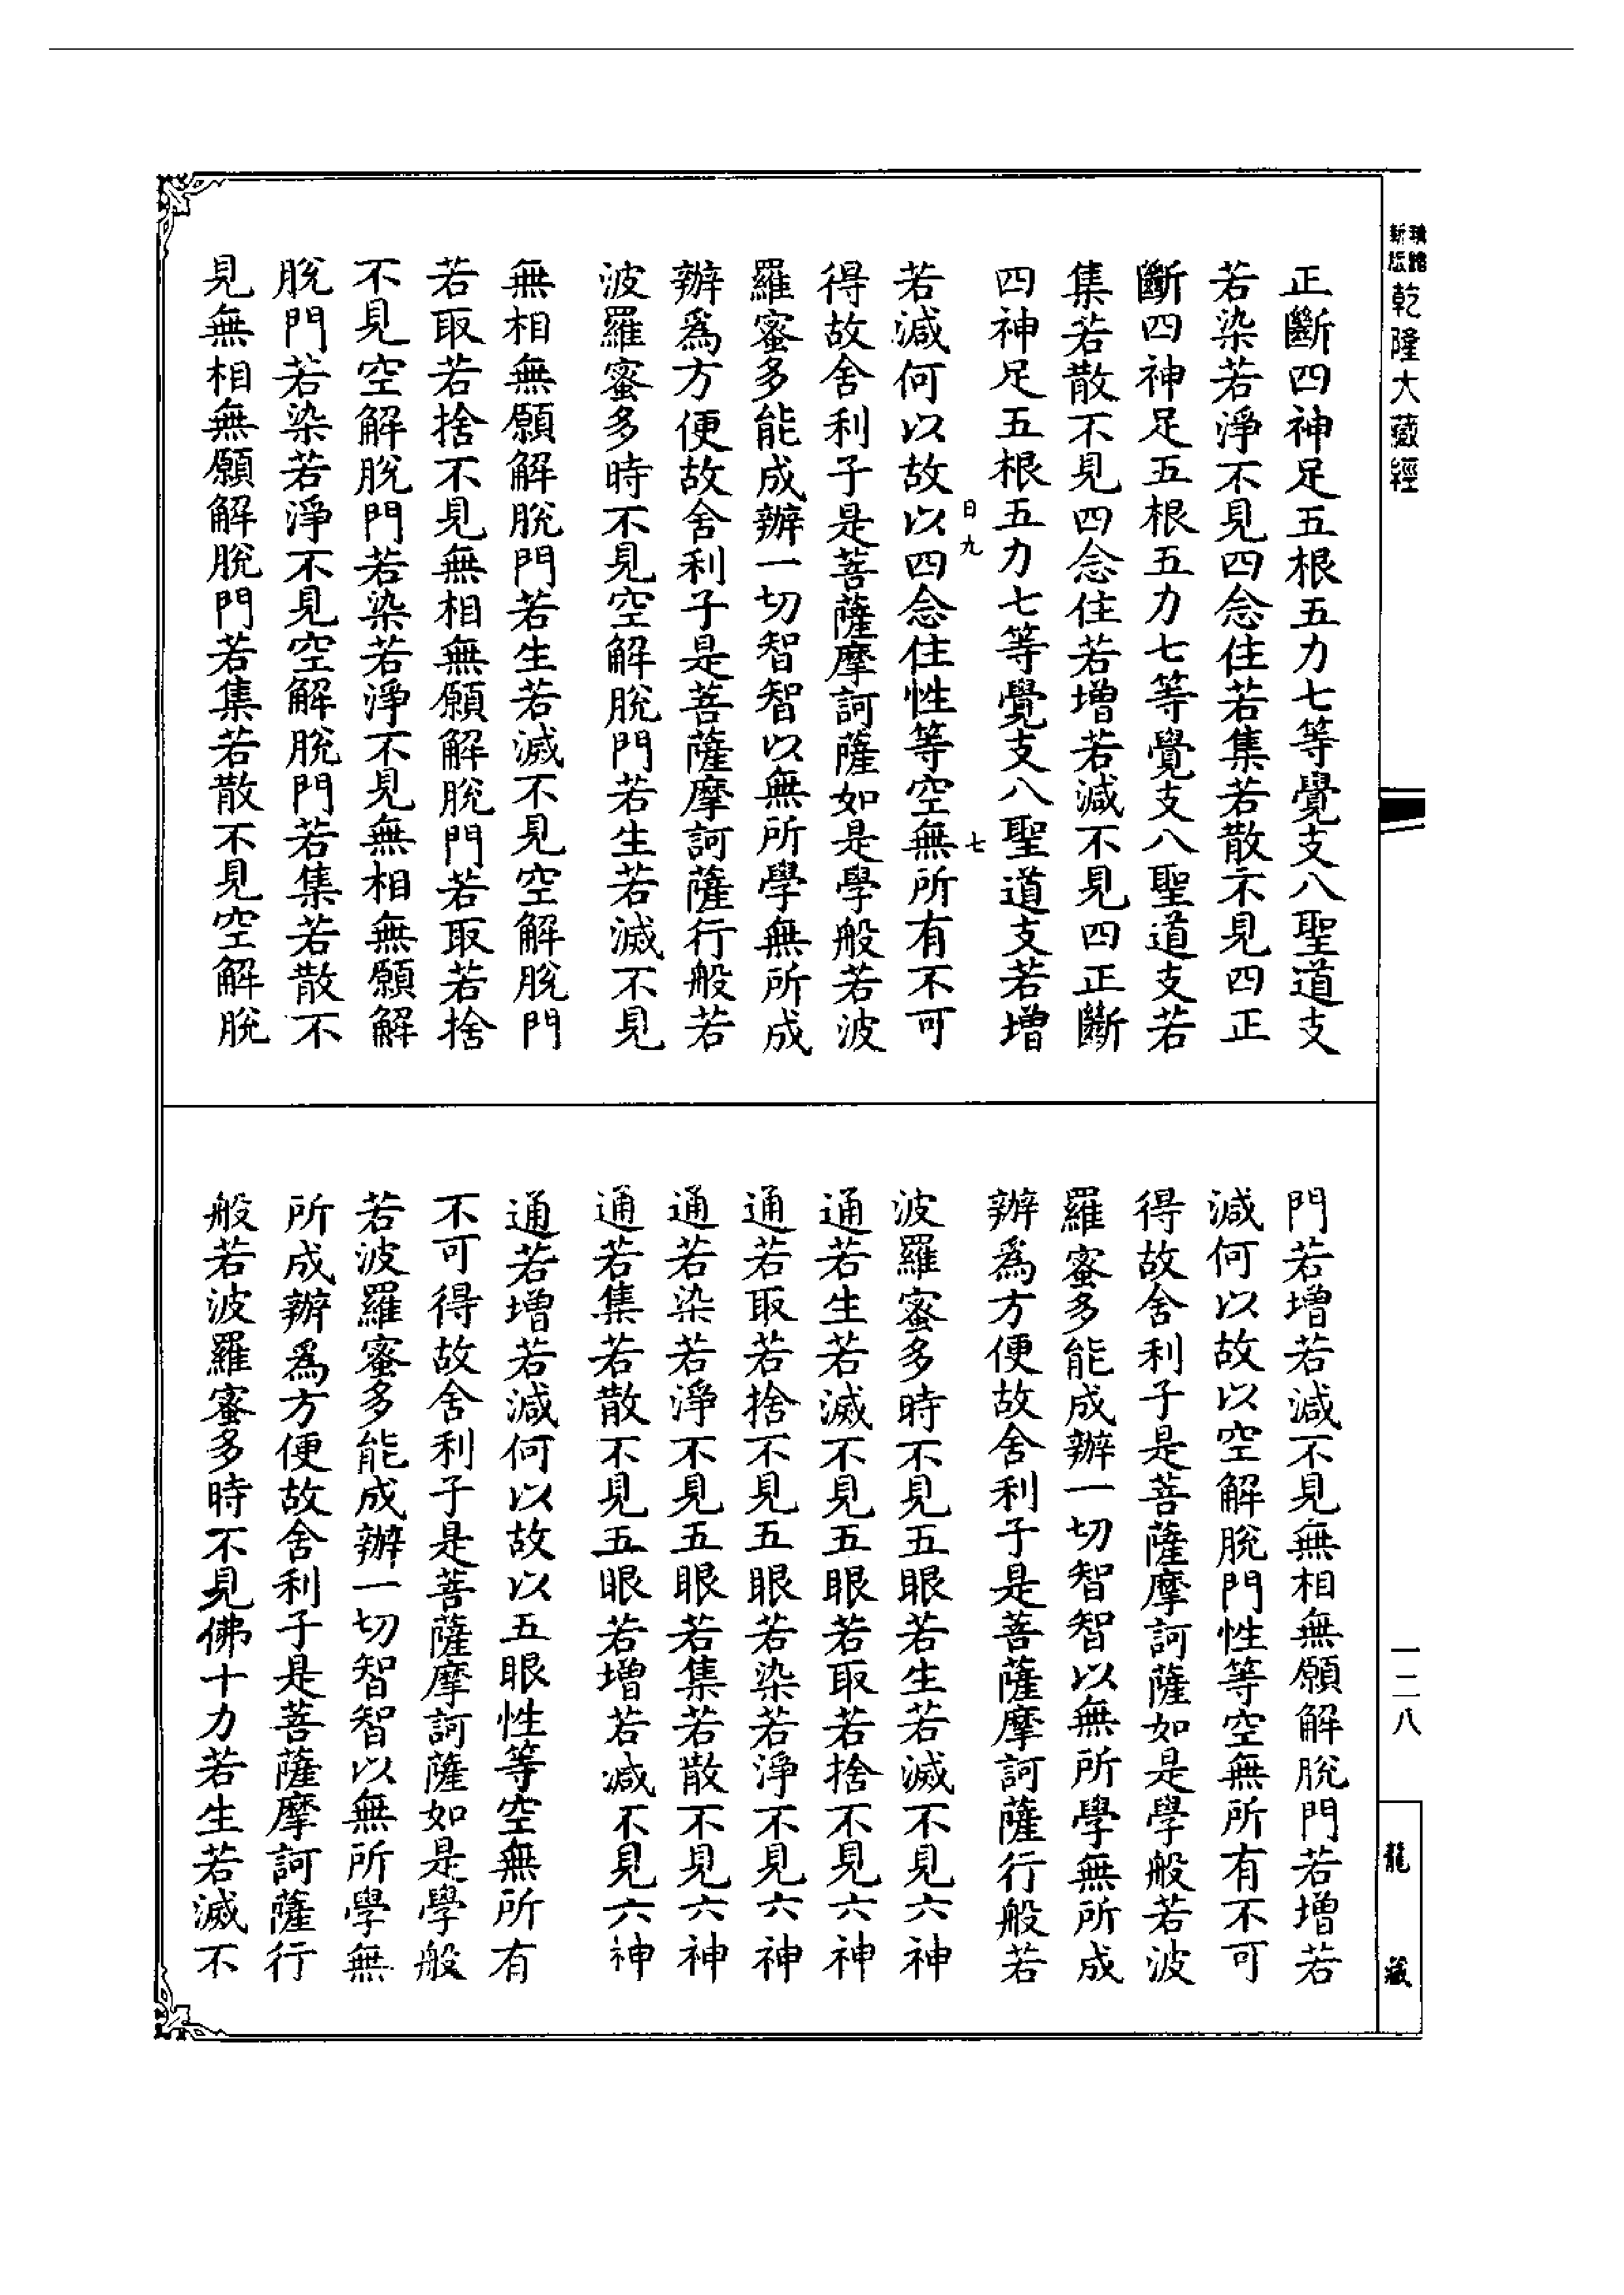 乾隆大藏經
正斷四神足五根五力七等覺支八聖道支
若染若淨不見四念住若集若散不見四正
斷四神足五根五力七等覺支八聖道支若
集若散不見四念住若增若減不見四正斷
四神足五根五力七等覺支八聖道支若增
日九 七
若減何以故以四念住性等空無所有不可
得故舍利子是菩薩摩訶薩如是學般若波
羅蜜多能成辦一切智智以無所學無所成
辦為方便故舍利子是菩薩摩訶薩行般若
波羅蜜多時不見空解脫門若生若滅不見
無相無願解脫門若生若滅不見空解脫門
若取若捨不見無相無願解脫門若取若捨
不見空解脫門若染若淨不見無相無願解
脫門若染若淨不見空解脫門若集若散不
見無相無願解脫門若集若散不見空解脫
門若增若減不見無相無願解脫門若增若
減何以故以空解脫門性等空無所有不可
得故舍利子是菩薩摩訶薩如是學般若波
羅蜜多能成辦一切智智以無所學無所成
辦為方便故舍利子是菩薩摩訶薩行般若
波羅蜜多時不見五眼若生若滅不見六神
通若生若滅不見五眼若取若捨不見六神
通若取若捨不見五眼若染若淨不見六神
通若染若淨不見五眼若集若散不見六神
通若集若散不見五眼若增若減不見六神
通若增若減何以故以五眼性等空無所有
不可得故舍利子是菩薩摩訶薩如是學般
若波羅蜜多能成辦一切智智以無所學無
所成辦為方便故舍利子是菩薩摩訶薩行
般若波羅蜜多時不見佛十力若生若滅不
一二八
龍藏